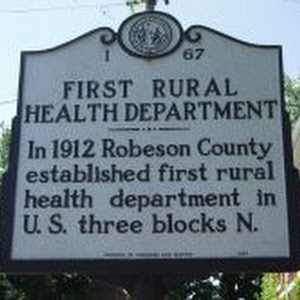 I 67
FIRST RURAL
HEALTH DEPARTMENT
In 1912 Robeson County
established first rural
health department in
U. S. three blocks N.